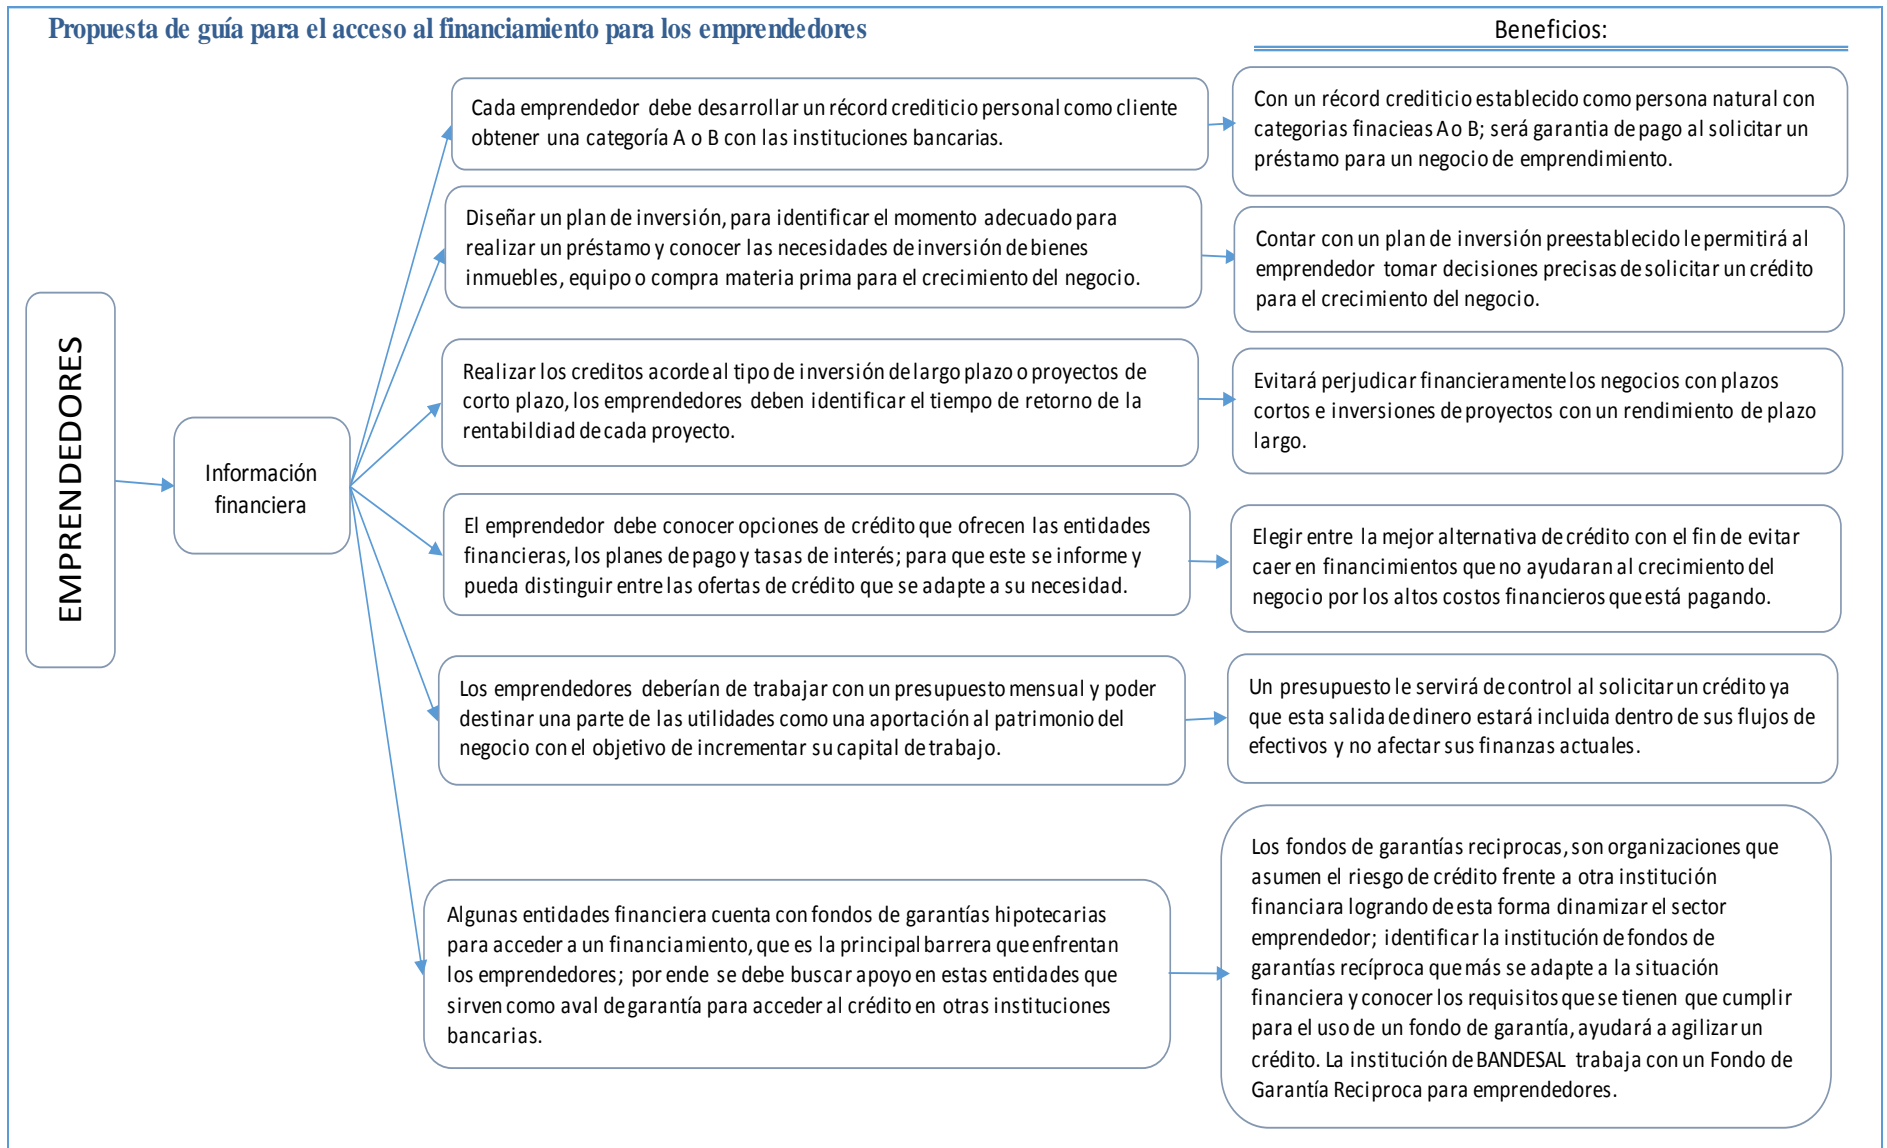 Propuesta de guía para el acceso al financiamiento para los emprendedores
Beneficios:
EMPRENDEDORES
Información
financiera
Cada emprendedor debe desarrollar un récord crediticio personal como cliente
obtener una categoría A o B con las instituciones bancarias.
Con un récord crediticio establecido como persona natural con
categorias finacieas A o B; será garantia de pago al solicitar un
préstamo para un negocio de emprendimiento.
Diseñar un plan de inversión, para identificar el momento adecuado para
realizar un préstamo y conocer las necesidades de inversión de bienes
inmuebles, equipo o compra materia prima para el crecimiento del negocio.
Contar con un plan de inversión preestablecido le permitirá al
emprendedor tomar decisiones precisas de solicitar un crédito
para el crecimiento del negocio.
Realizar los creditos acorde al tipo de inversión de largo plazo o proyectos de
corto plazo, los emprendedores deben identificar el tiempo de retorno de la
rentabildiad de cada proyecto.
Evitará perjudicar financieramente los negocios con plazos
cortos e inversiones de proyectos con un rendimiento de plazo
largo.
El emprendedor debe conocer opciones de crédito que ofrecen las entidades
financieras, los planes de pago y tasas de interés; para que este se informe y
pueda distinguir entre las ofertas de crédito que se adapte a su necesidad.
Elegir entre la mejor alternativa de crédito con el fin de evitar
caer en financimientos que no ayudaran al crecimiento del
negocio por los altos costos financieros que está pagando.
Los emprendedores deberían de trabajar con un presupuesto mensual y poder
destinar una parte de las utilidades como una aportación al patrimonio del
negocio con el objetivo de incrementar su capital de trabajo.
Un presupuesto le servirá de control al solicitar un crédito ya
que esta salida de dinero estará incluida dentro de sus flujos de
efectivos y no afectar sus finanzas actuales.
Algunas entidades financiera cuenta con fondos de garantías hipotecarias
para acceder a un financiamiento, que es la principal barrera que enfrentan
los emprendedores; por ende se debe buscar apoyo en estas entidades que
sirven como aval de garantía para acceder al crédito en otras instituciones
bancarias.
Los fondos de garantías reciprocas, son organizaciones que
asumen el riesgo de crédito frente a otra institución
financiara logrando de esta forma dinamizar el sector
emprendedor; identificar la institución de fondos de
garantías recíproca que más se adapte a la situación
financiera y conocer los requisitos que se tienen que cumplir
para el uso de un fondo de garantía, ayudará a agilizar un
crédito. La institución de BANDESAL trabaja con un Fondo de
Garantía Reciproca para emprendedores.